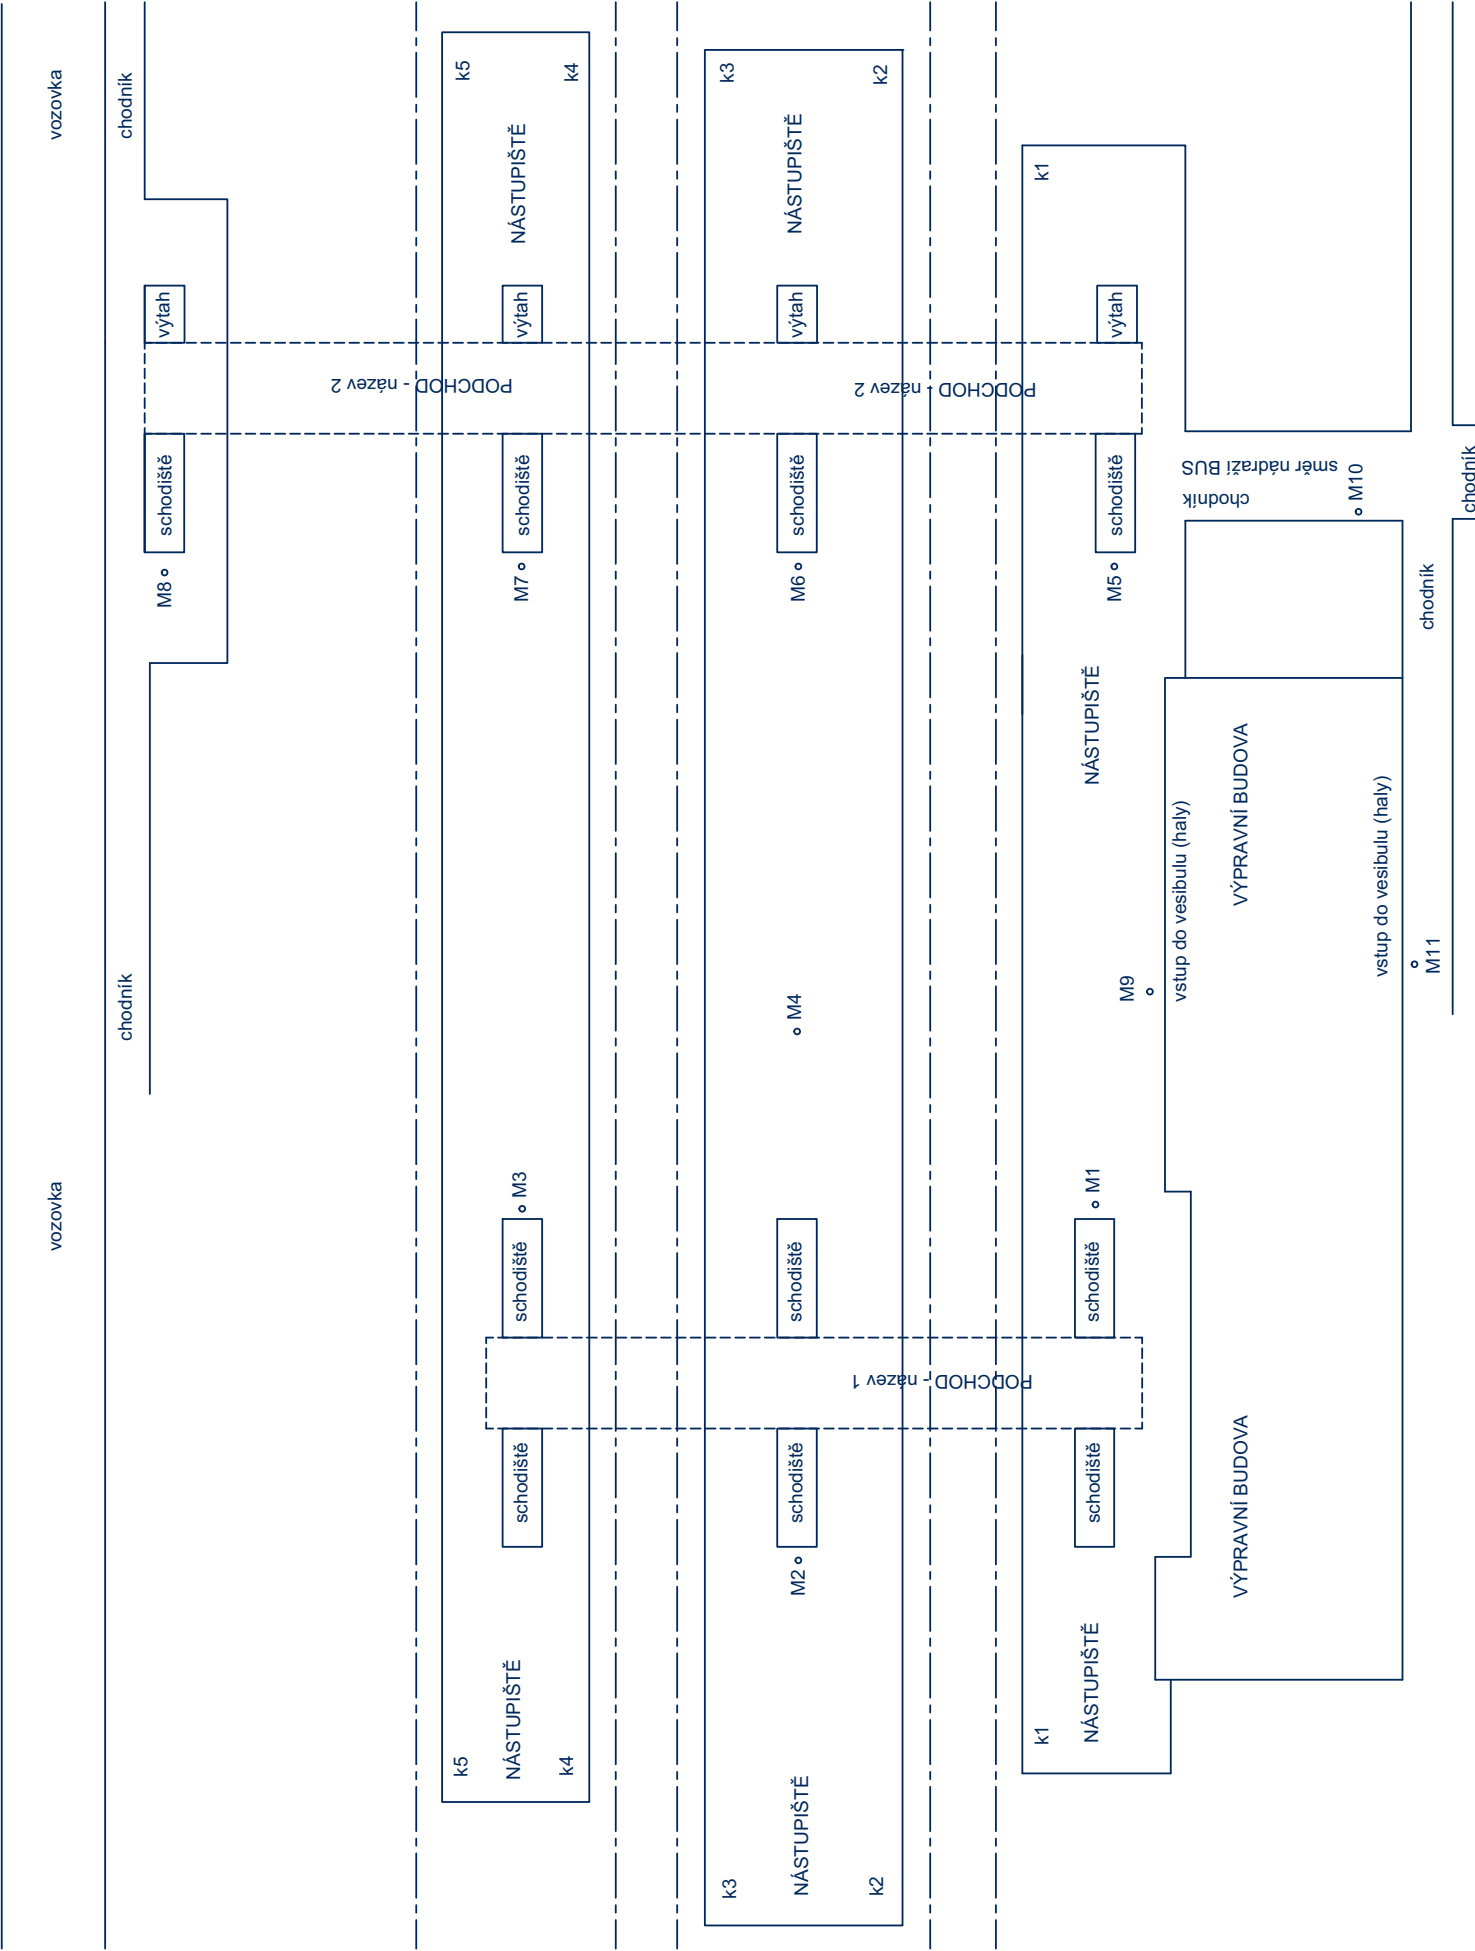 vozovka
vozovka
chodník
chodník
M8
schodiště
výtah
PODCHOD - název 2
k5
k5
NÁSTUPIŠTĚ
schodiště
schodiště
M3
M7
schodiště
výtah
NÁSTUPIŠTĚ
k4
k4
k3
k3
NÁSTUPIŠTĚ
M2
schodiště
schodiště
M4
M6
schodiště
výtah
NÁSTUPIŠTĚ
k2
k2
PODCHOD - název 1
PODCHOD - název 2
k1
k1
NÁSTUPIŠTĚ
schodiště
schodiště
M1
NÁSTUPIŠTĚ
M5
schodiště
výtah
M9
vstup do vesibulu (haly)
VÝPRAVNÍ BUDOVA
VÝPRAVNÍ BUDOVA
chodník
směr nádraží BUS
M10
vstup do vesibulu (haly)
M11
chodník
chodník